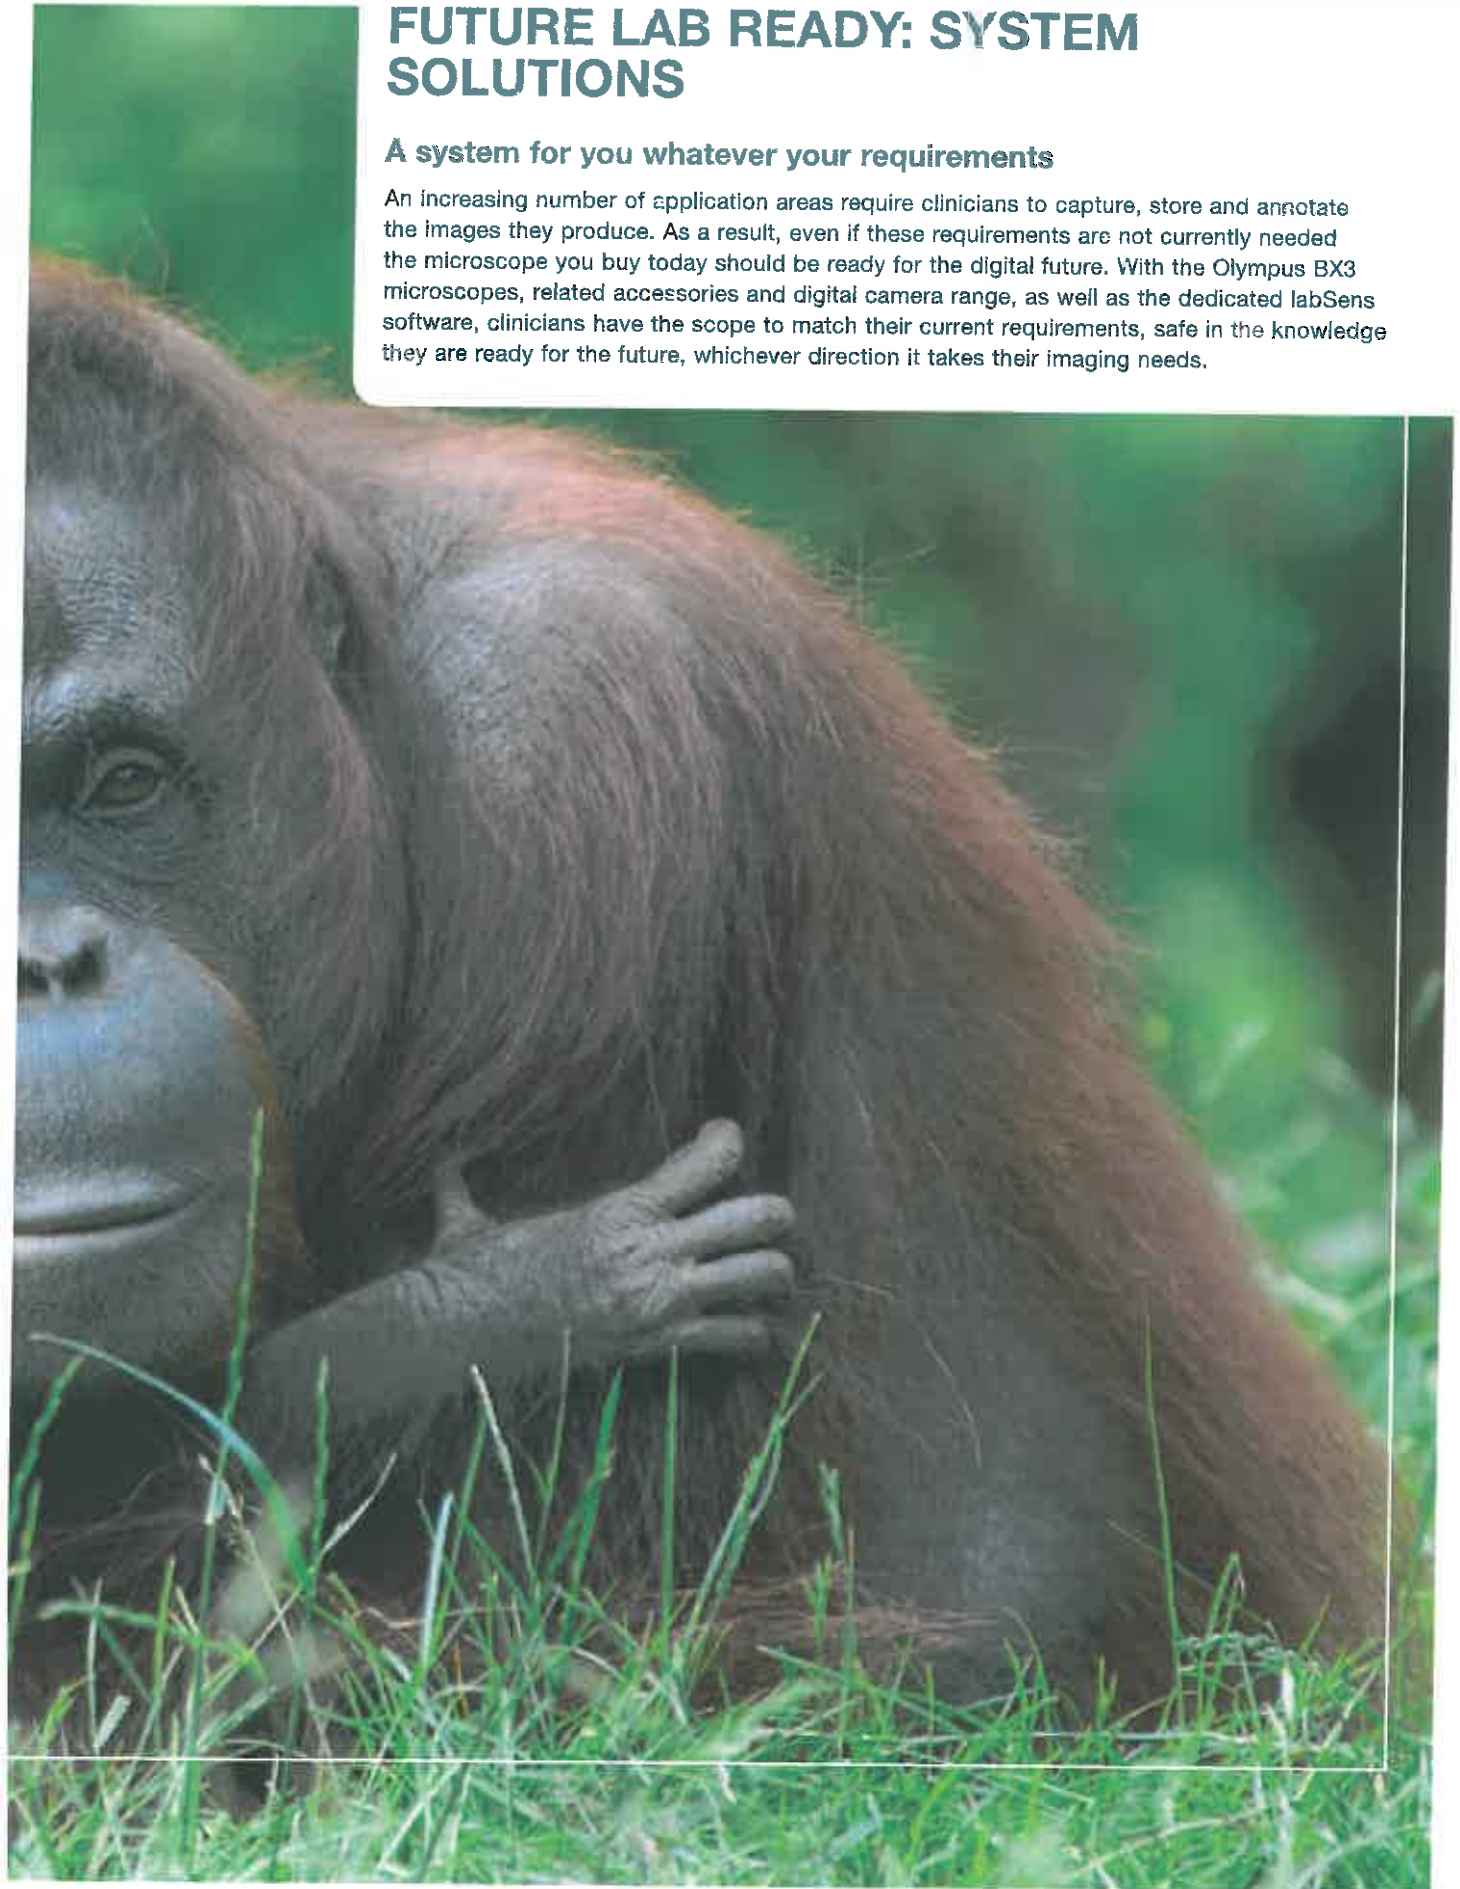 FUTURE LAB READY: SYSTEM
SOLUTIONS
A system for you whatever your requirements
An increasing number of application areas require clinicians to capture, store and annotate
the images they produce. As a result, even if these requirements are not currently needed
the microscope you buy today should be ready for the digital future. With the Olympus BX3
microscopes, related accessories and digital camera range, as well as the dedicated labSens
software, clinicians have the scope to match their current requirements, safe in the knowledge
they are ready for the future, whichever direction it takes their imaging needs.